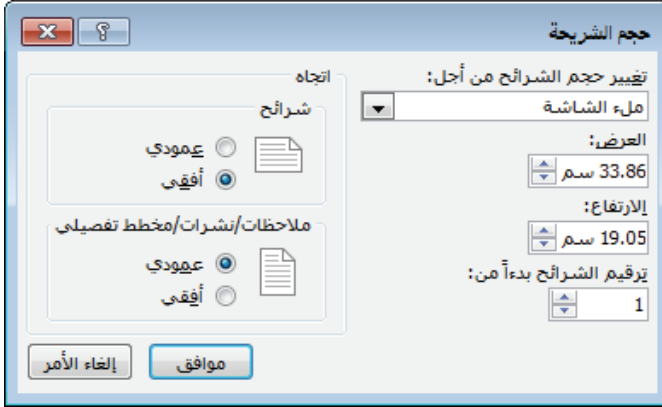 حجم الشريحة
تغيير حجم الشرائح من أجل:
ملء الشاشة
العرض:
33.86 سم
الارتفاع:
19.05 سم
ترقيم الشرائح بدءاً من:
1
اتجاه
شرائح
عمودي
أفقي
ملاحظات/نشرات/مخطط تفصيلي
عمودي
أفقي
موافق
إلغاء الأمر